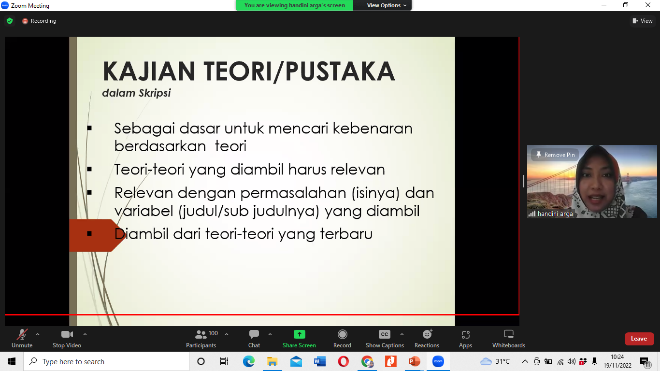 Zoom Meeting
You are viewing handini arga's screen
View Options
Recording
View
KAJIAN TEORI/PUSTAKA
dalam Skripsi
▪ Sebagai dasar untuk mencari kebenaran
berdasarkan teori
▪ Teori-teori yang diambil harus relevan
▪ Relevan dengan permasalahan (isinya) dan
variabel (judul/sub judulnya) yang diambil
▪ Diambil dari teori-teori yang terbaru
Remove Pin
handini arga
Unmute
Stop Video
Participants
100
Chat
Share Screen
Record
Show Captions
Reactions
Apps
Whiteboards
Leave
Type here to search
31°C
10:24
19/11/2022